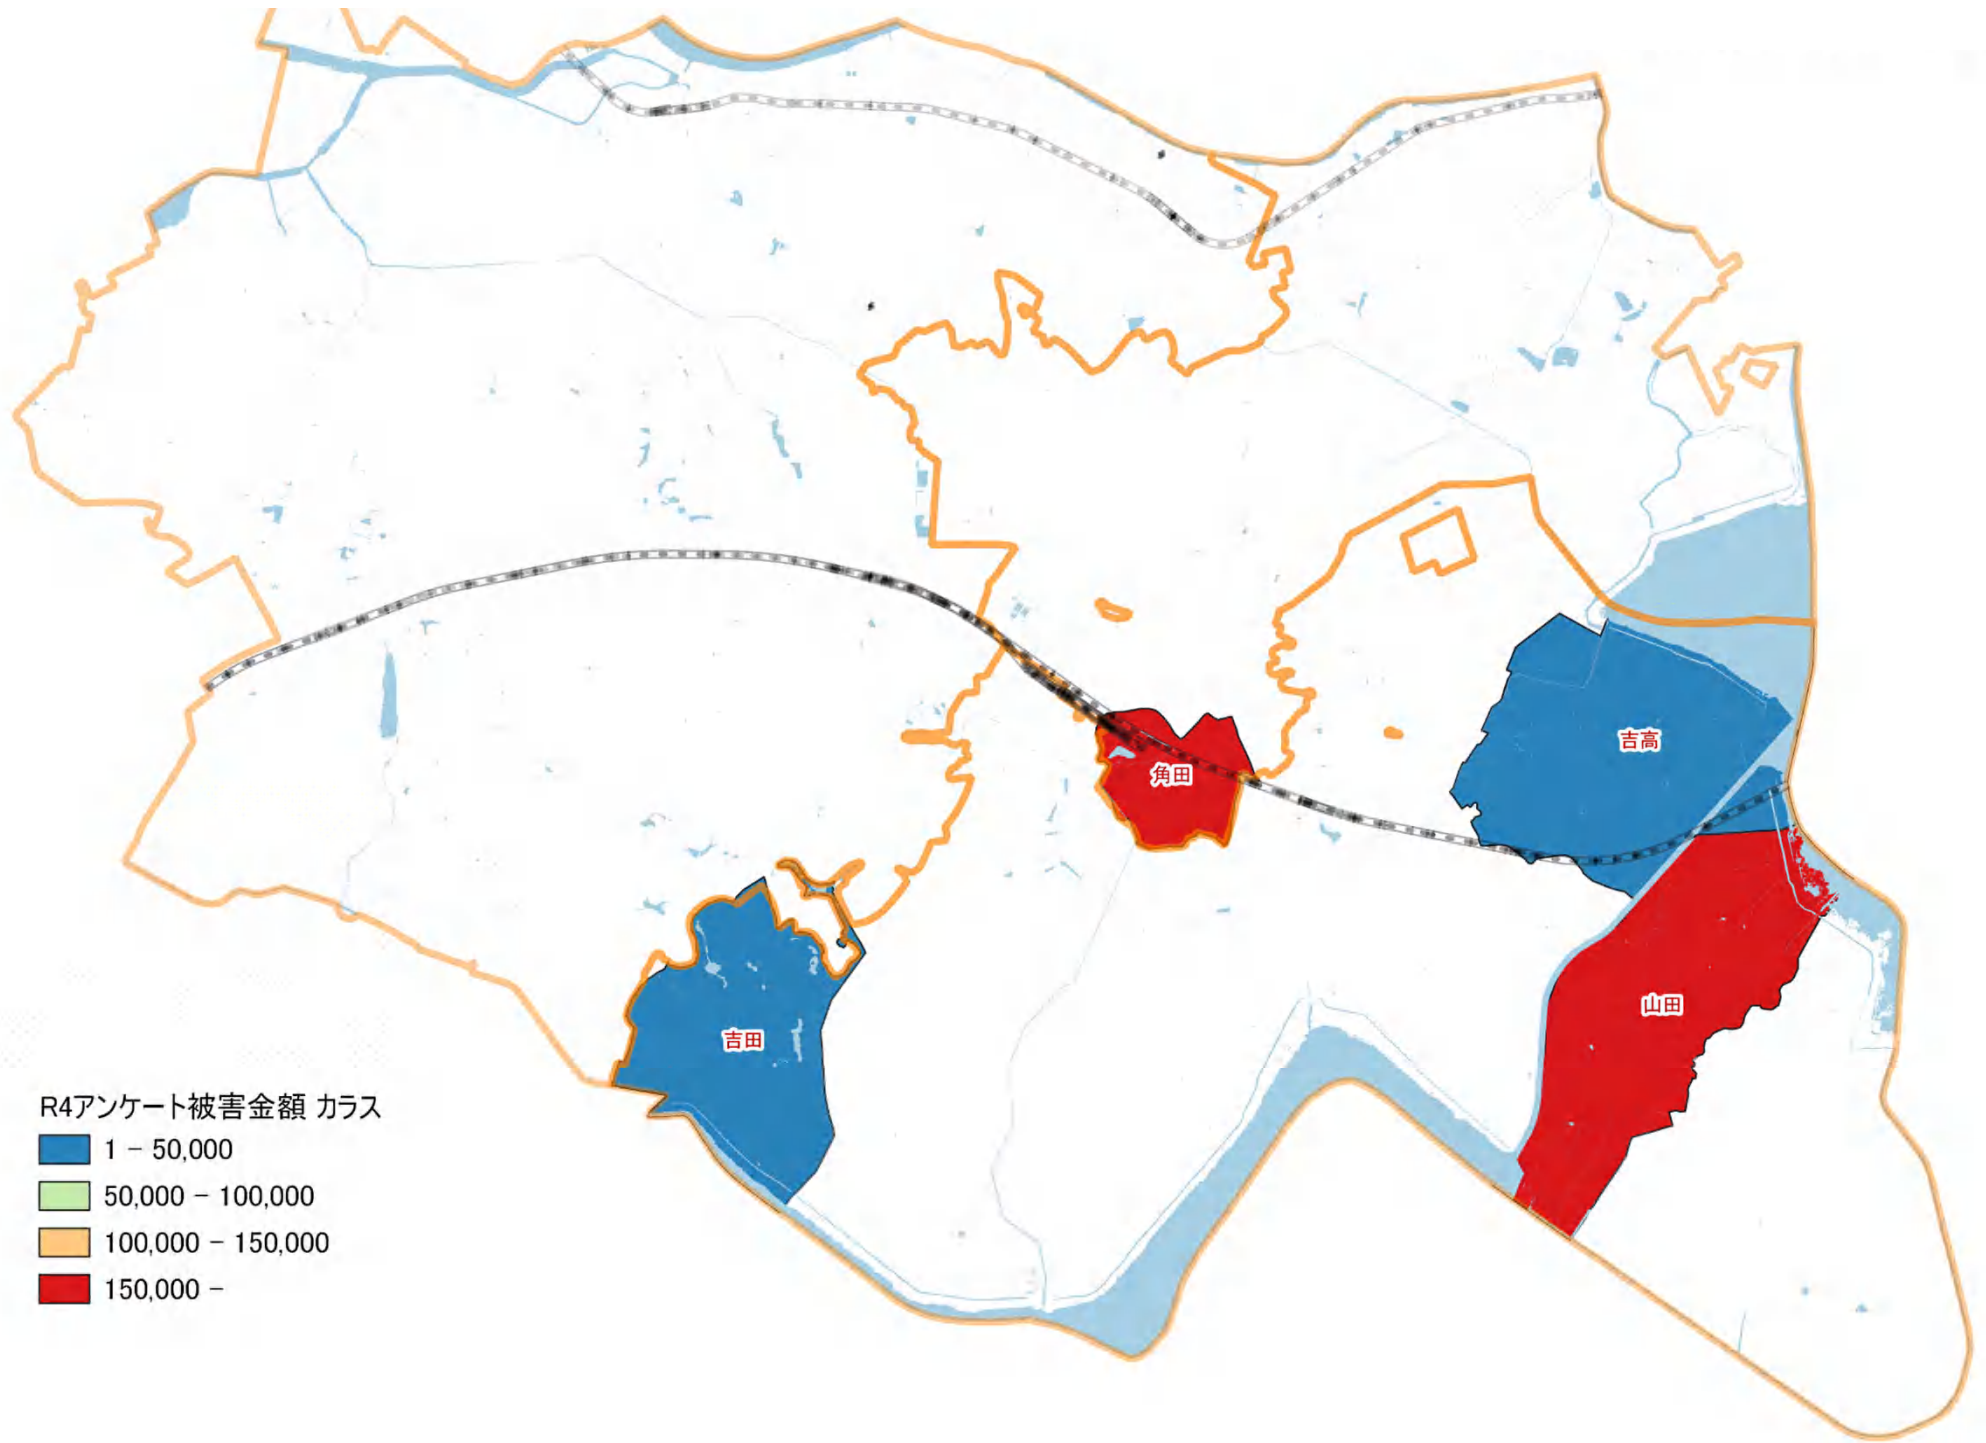 吉高
角田
山田
吉田
R4アンケート被害金額 カラス
1 - 50,000
50,000 - 100,000
100,000 - 150,000
150,000 -